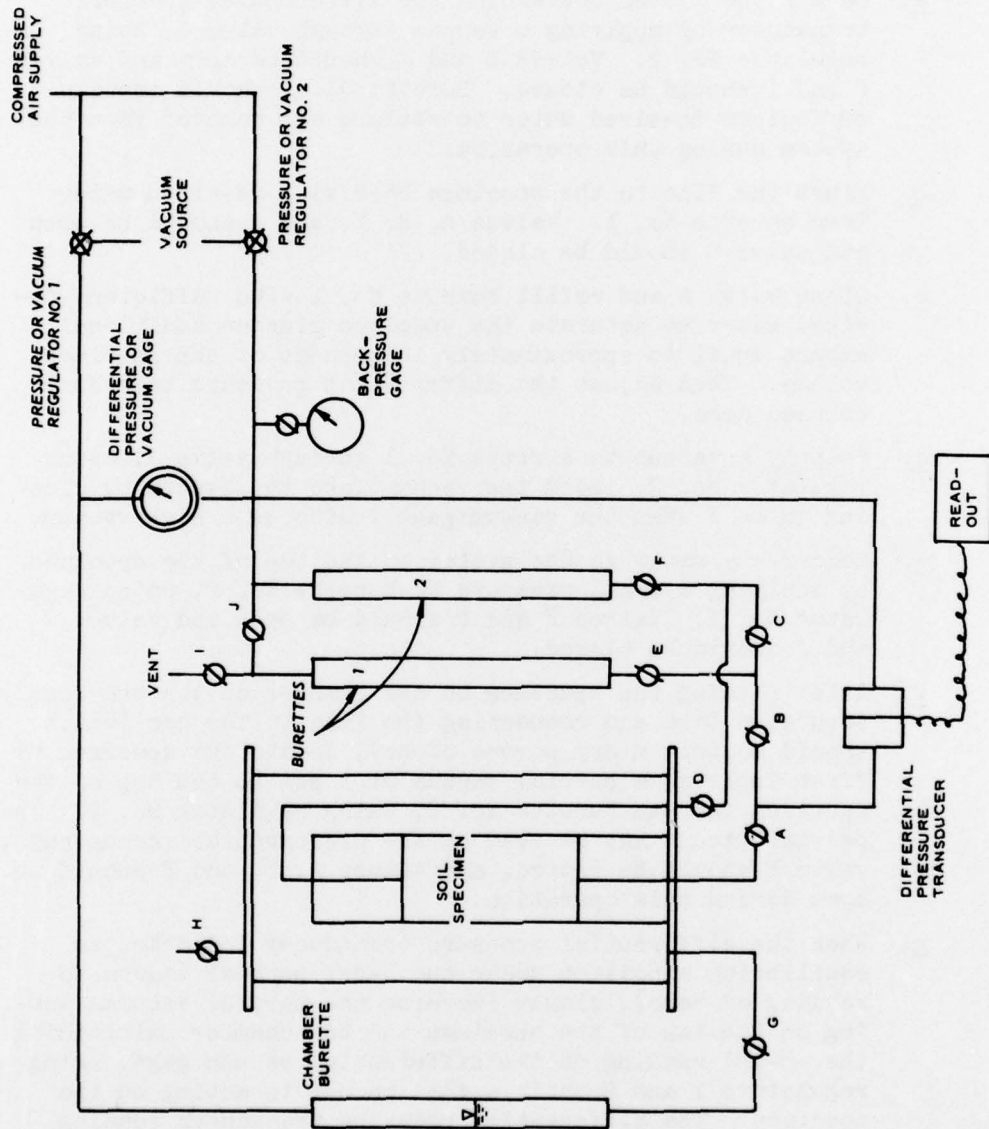 COMPRESSED
AIR SUPPLY
PRESSURE OR VACUUM
REGULATOR NO. 1
VACUUM
SOURCE
PRESSURE OR VACUUM
REGULATOR NO. 2
DIFFERENTIAL
PRESSURE OR
VACUUM GAGE
BACK-
PRESSURE
GAGE
VENT
I
J
H
BURETTES
1
2
CHAMBER
BURETTE
SOIL
SPECIMEN
E
F
D
A
B
C
G
DIFFERENTIAL
PRESSURE
TRANSDUCER
READ-
OUT